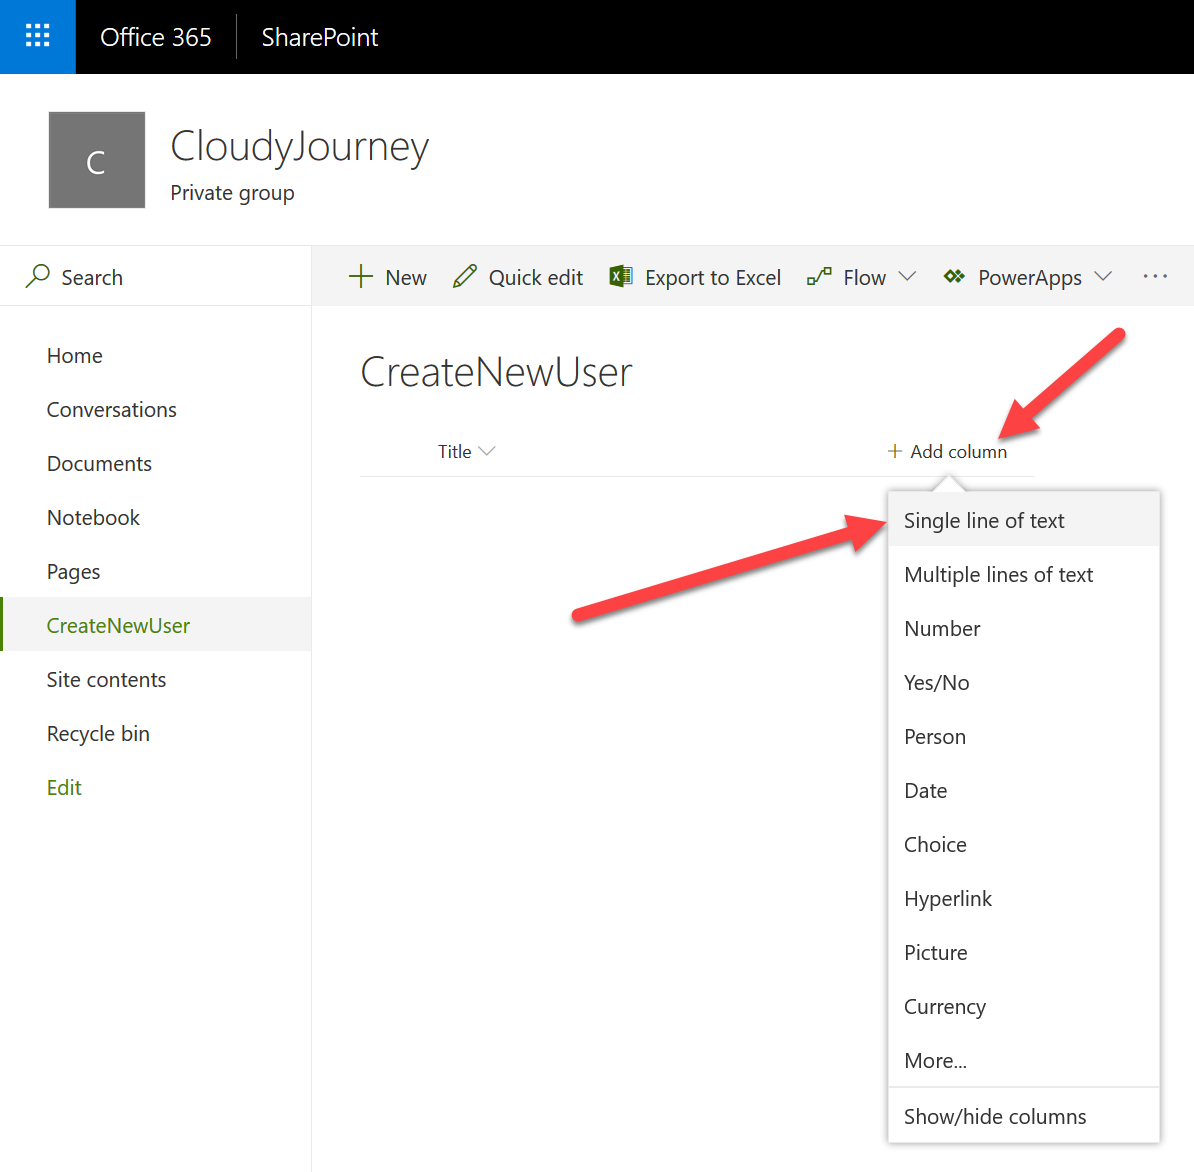 Office 365 SharePoint
C
CloudyJourney
Private group
Search
New Quick edit Export to Excel Flow PowerApps ...
Home
Conversations
Documents
Notebook
Pages
CreateNewUser
Site contents
Recycle bin
Edit
CreateNewUser
Title + Add column
Single line of text
Multiple lines of text
Number
Yes/No
Person
Date
Choice
Hyperlink
Picture
Currency
More...
Show/hide columns